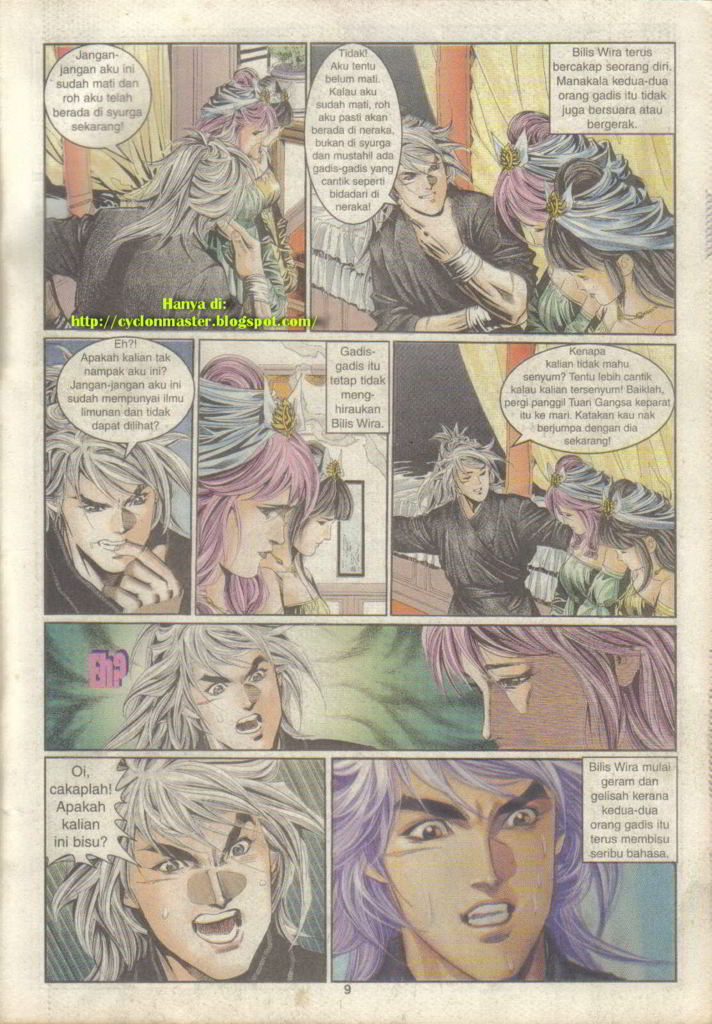 Jangan-
jangan aku ini
sudah mati dan
roh aku telah
berada di syurga
sekarang!
Tidak!
Aku tentu
belum mati.
Kalau aku
sudah mati, roh
aku pasti akan
berada di neraka,
bukan di syurga
dan mustahil ada
gadis-gadis yang
cantik seperti
bidadari di
neraka!
Bilis Wira terus
bercakap seorang diri.
Manakala kedua-dua
orang gadis itu tidak
juga bersuara atau
bergerak.
Hanya di:
http://cyclonmaster.blogspot.com/
Eh?!
Apakah kalian tak
nampak aku ini?
Jangan-jangan aku ini
sudah mempunyai ilmu
limunan dan tidak
dapat dilihat?
Gadis-
gadis itu
tetap tidak
meng-
hiraukan
Bilis Wira.
Kenapa
kalian tidak mahu
senyum? Tentu lebih cantik
kalau kalian tersenyum! Baiklah,
pergi panggil Tuan Gangsa keparat
itu ke mari. Katakan kau nak
berjumpa dengan dia
sekarang!
Eh?
Oi,
cakaplah!
Apakah
kalian
ini bisu?
Bilis Wira mulai
geram dan
gelisah kerana
kedua-dua
orang gadis itu
terus membisu
seribu bahasa.
9